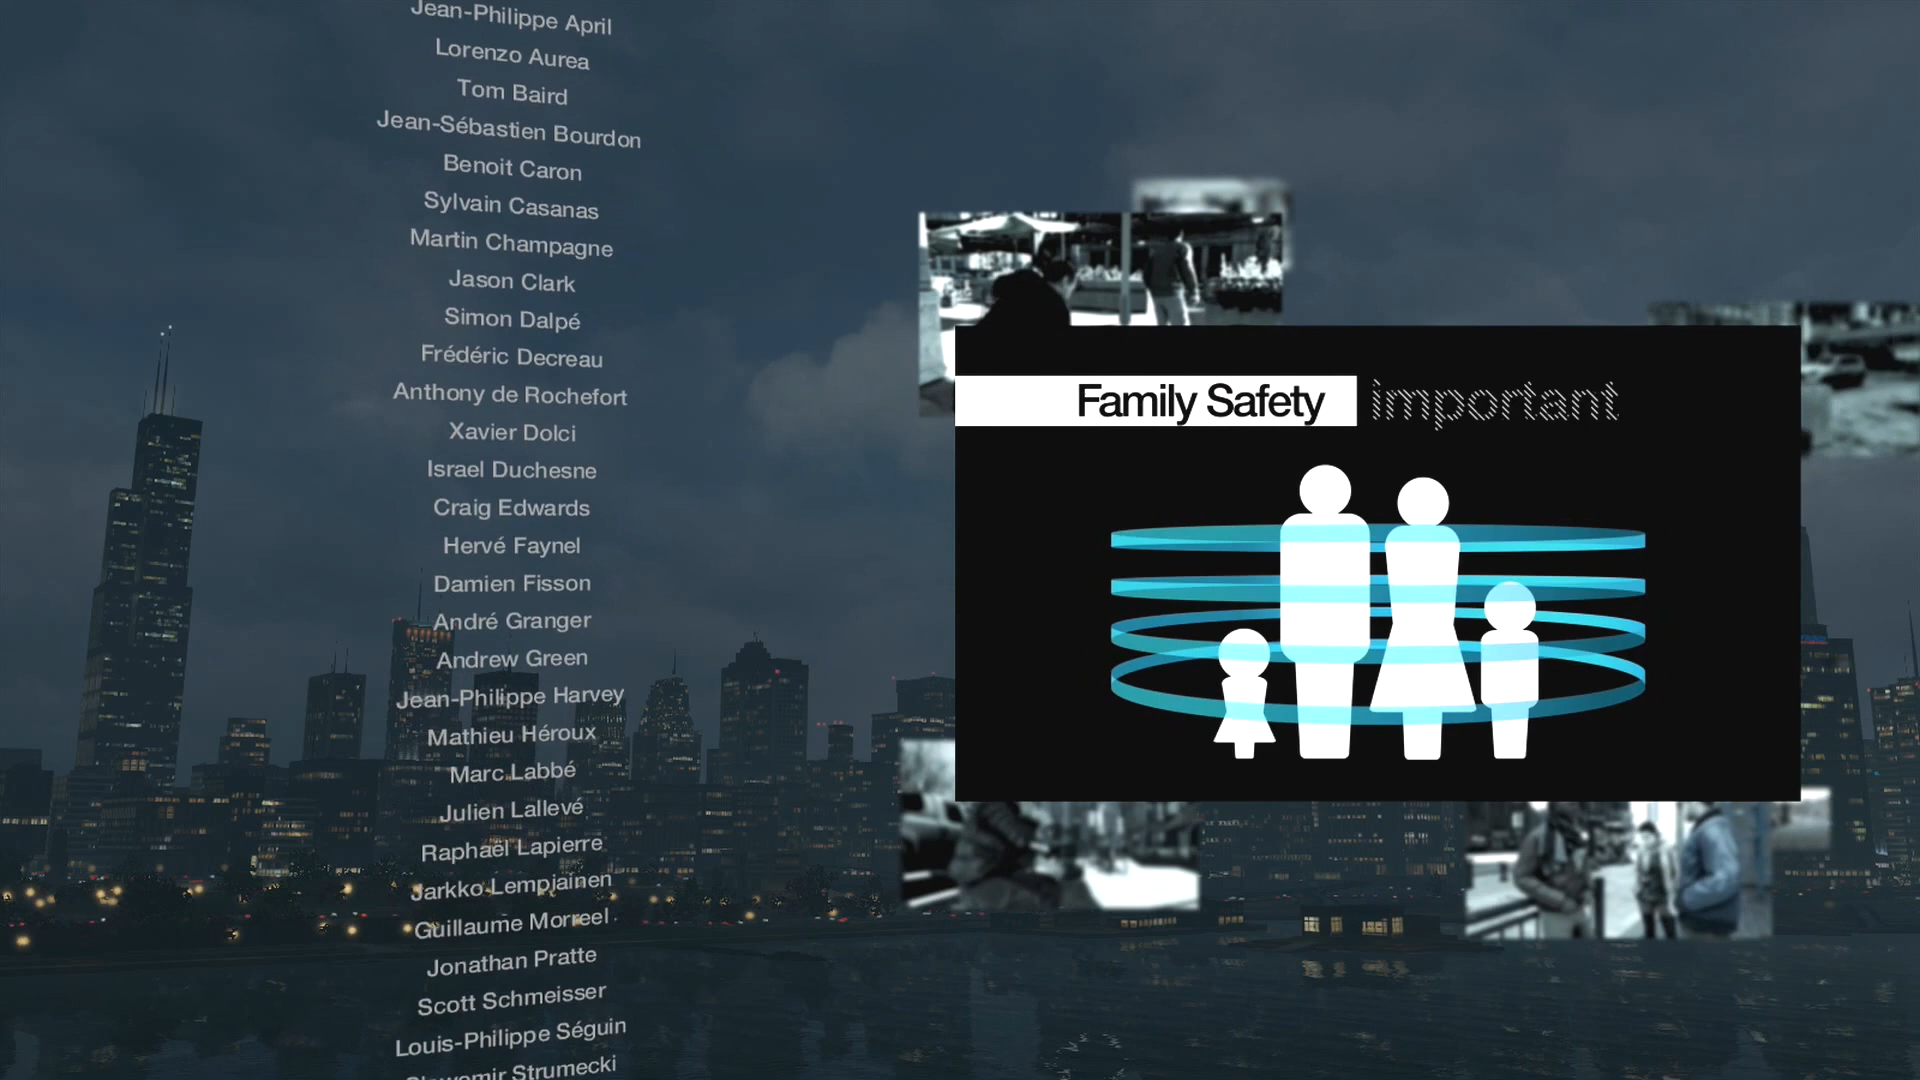 Jean-Philippe April
Lorenzo Aurea
Tom Baird
Jean-Sébastien Bourdon
Benoit Caron
Sylvain Casanas
Martin Champagne
Jason Clark
Simon Dalpé
Frédéric Decreau
Anthony de Rochefort
Xavier Dolci
Israel Duchesne
Craig Edwards
Hervé Faynel
Damien Fisson
André Granger
Andrew Green
Jean-Philippe Harvey
Mathieu Héroux
Marc Labbé
Julien Lallevé
Raphaël Lapierre
Jarkko Lempiainen
Guillaume Morreel
Jonathan Pratte
Scott Schmeisser
Louis-Philippe Séguin
Slawomir Strumecki
Family Safety important